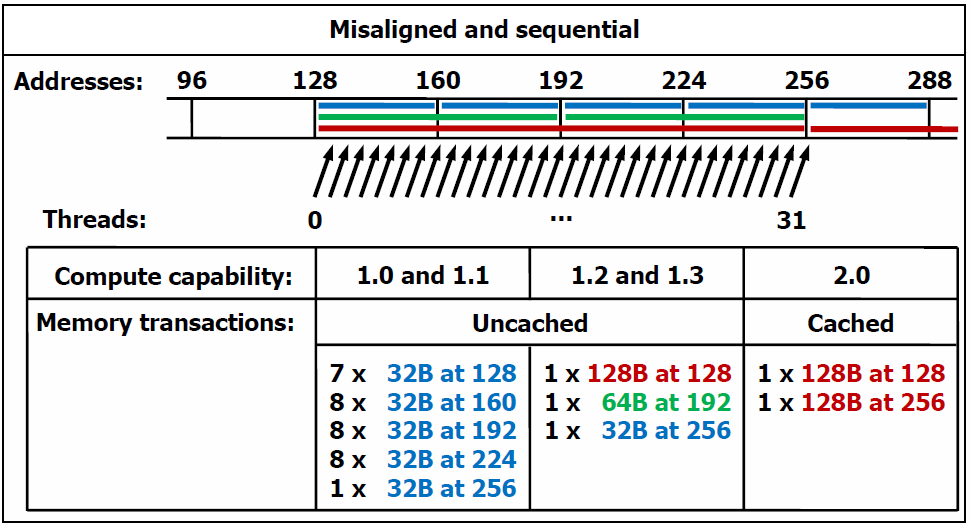 Misaligned and sequential
Addresses: 96 128 160 192 224 256 288
Threads: 0 ... 31
Compute capability: 1.0 and 1.1 1.2 and 1.3 2.0
Memory transactions: Uncached Cached
7 x 32B at 128 1 x 128B at 128 1 x 128B at 128
8 x 32B at 160 1 x 64B at 192 1 x 128B at 256
8 x 32B at 192 1 x 32B at 256
8 x 32B at 224
1 x 32B at 256